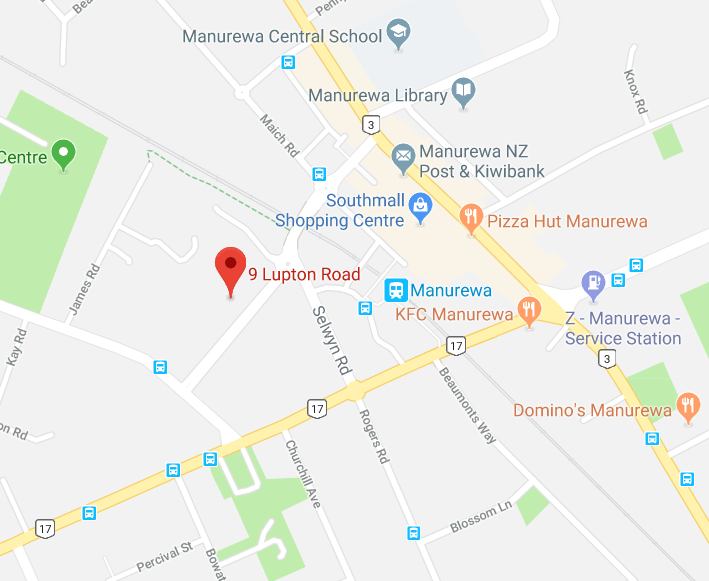 Penny
Bea
Manurewa Central School
Manurewa Library
Knox Rd
3
Maich Rd
Manurewa NZ
Post & Kiwibank
Centre
Southmall
Shopping Centre
Pizza Hut Manurewa
9 Lupton Road
James Rd
Manurewa
KFC Manurewa
Z - Manurewa -
Service Station
Selwyn Rd
Kay Rd
17
3
Beaumonts Way
Domino's Manurewa
17
Rogers Rd
on Rd
Churchill Ave
17
Blossom Ln
Percival St
Bowat